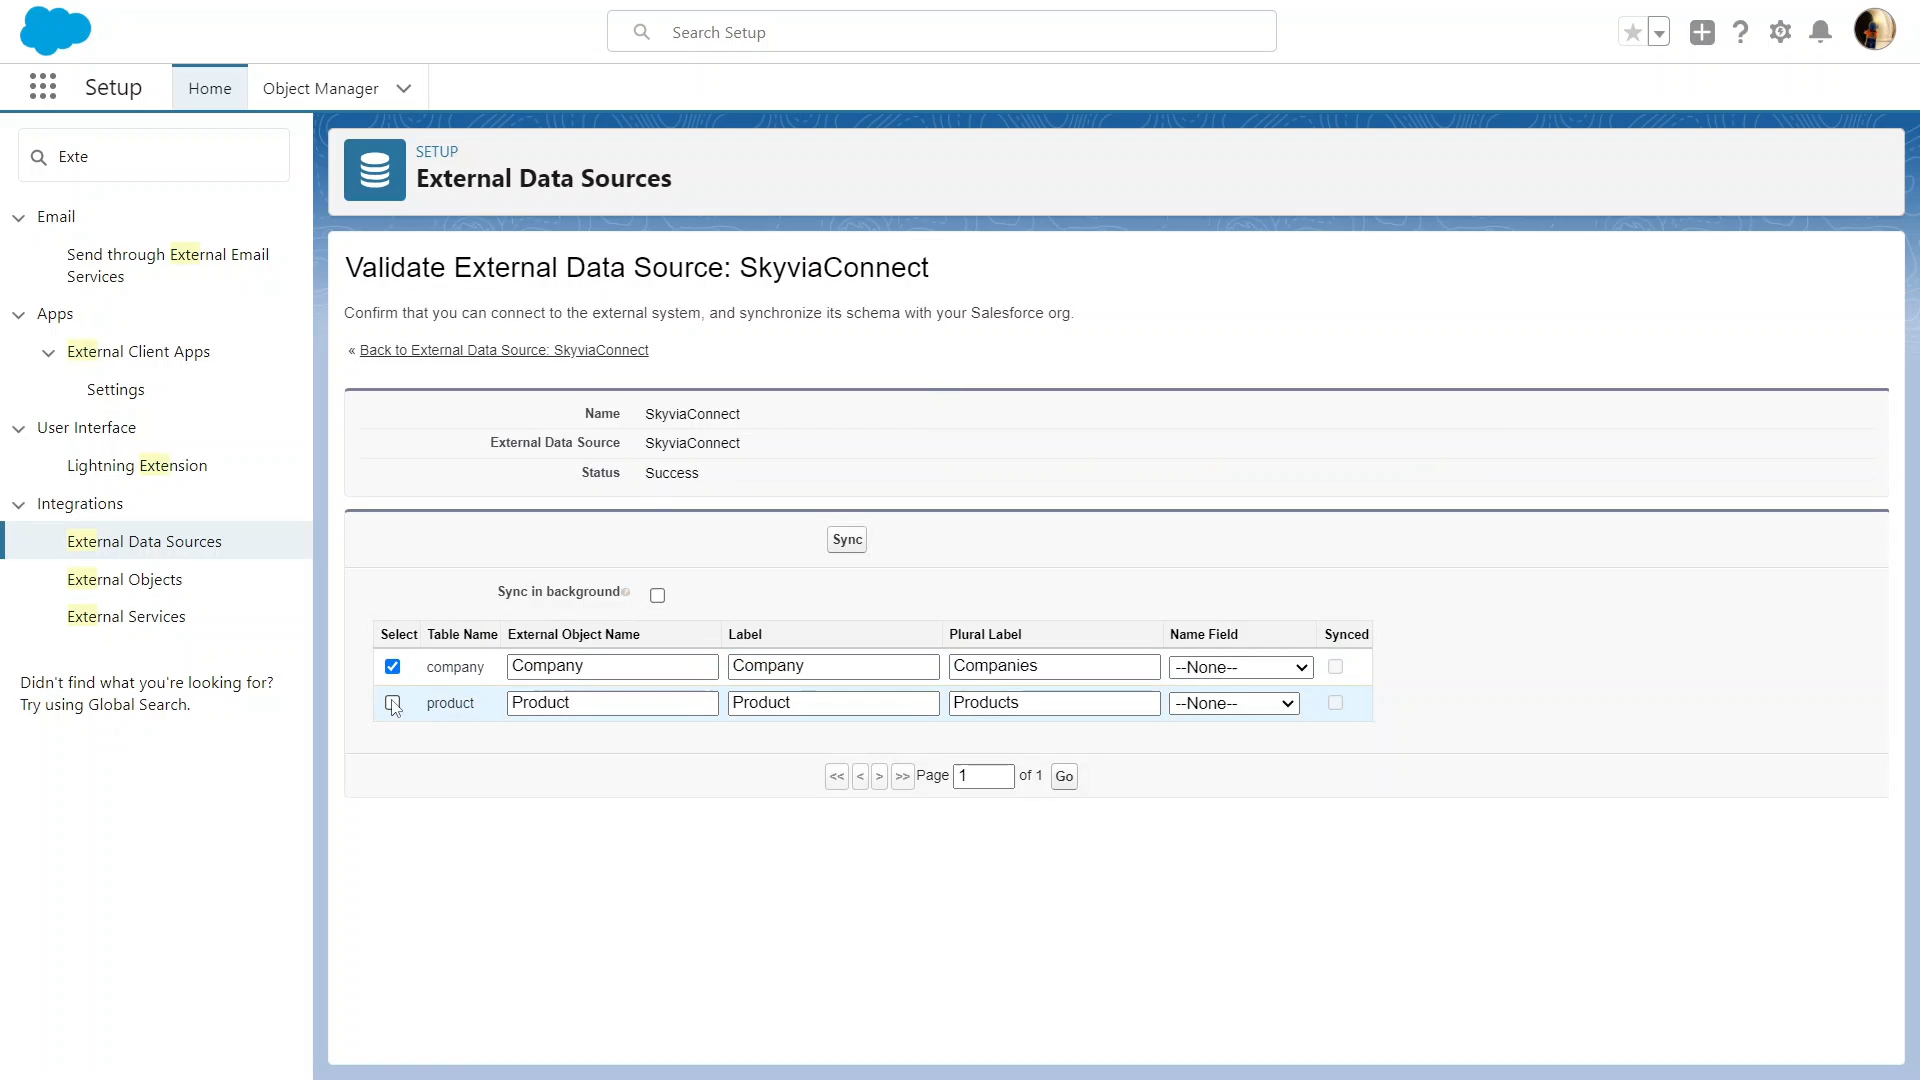 Search Setup
Setup
Home
Object Manager
Exte
Email
Send through External Email
Services
Apps
External Client Apps
Settings
User Interface
Lightning Extension
Integrations
External Data Sources
External Objects
External Services
Didn't find what you're looking for?
Try using Global Search.
SETUP
External Data Sources
Validate External Data Source: SkyviaConnect
Confirm that you can connect to the external system, and synchronize its schema with your Salesforce org.
« Back to External Data Source: SkyviaConnect
Name SkyviaConnect
External Data Source SkyviaConnect
Status Success
Sync
Sync in background
Select Table Name External Object Name Label Plural Label Name Field Synced
company Company Company Companies --None--
product Product Product Products --None--
<< < > >> Page 1 of 1 Go